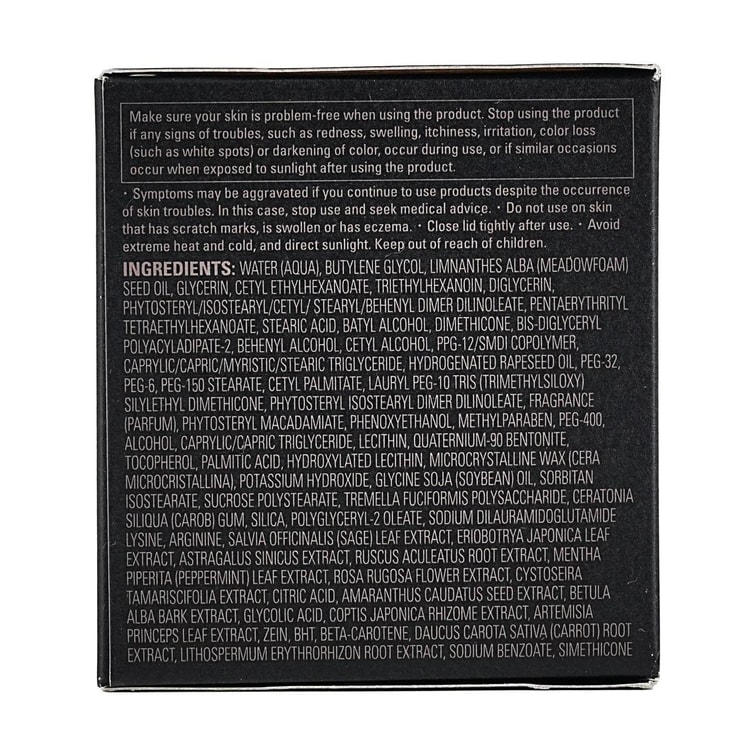 Make sure your skin is problem-free when using the product. Stop using the product
if any signs of troubles, such as redness, swelling, itchiness, irritation, color loss
(such as white spots) or darkening of color, occur during use, or if similar occasions
occur when exposed to sunlight after using the product.
· Symptoms may be aggravated if you continue to use products despite the occurrence
of skin troubles. In this case, stop use and seek medical advice. · Do not use on skin
that has scratch marks, is swollen or has eczema. · Close lid tightly after use. · Avoid
extreme heat and cold, and direct sunlight. Keep out of reach of children.
INGREDIENTS: WATER (AQUA), BUTYLENE GLYCOL, LIMNANTHES ALBA (MEADOWFOAM)
SEED OIL, GLYCERIN, CETYL ETHYLHEXANOATE, TRIETHYLHEXANOIN, DIGLYCERIN,
PHYTOSTERYL/ISOSTEARYL/CETYL/ STEARYL/BEHENYL DIMER DILINOLEATE, PENTAERYTHRITYL
TETRAETHYLHEXANOATE, STEARIC ACID, BATYL ALCOHOL, DIMETHICONE, BIS-DIGLYCERYL
POLYACYLADIPATE-2, BEHENYL ALCOHOL, CETYL ALCOHOL, PPG-12/SMDI COPOLYMER,
CAPRYLIC/CAPRIC/MYRISTIC/STEARIC TRIGLYCERIDE, HYDROGENATED RAPESEED OIL, PEG-32,
PEG-6, PEG-150 STEARATE, CETYL PALMITATE, LAURYL PEG-10 TRIS (TRIMETHYLSILOXY)
SILYLETHYL DIMETHICONE, PHYTOSTERYL ISOSTEARYL DIMER DILINOLEATE, FRAGRANCE
(PARFUM), PHYTOSTERYL MACADAMIATE, PHENOXYETHANOL, METHYLPARABEN, PEG-400,
ALCOHOL, CAPRYLIC/CAPRIC TRIGLYCERIDE, LECITHIN, QUATERNIUM-90 BENTONITE,
TOCOPHEROL, PALMITIC ACID, HYDROXYLATED LECITHIN, MICROCRYSTALLINE WAX (CERA
MICROCRISTALLINA), POTASSIUM HYDROXIDE, GLYCINE SOJA (SOYBEAN) OIL, SORBITAN
ISOSTEARATE, SUCROSE POLYSTEARATE, TREMELLA FUCIFORMIS POLYSACCHARIDE, CERATONIA
SILIQUA (CAROB) GUM, SILICA, POLYGLYCERYL-2 OLEATE, SODIUM DILAURAMIDOGLUTAMIDE
LYSINE, ARGININE, SALVIA OFFICINALIS (SAGE) LEAF EXTRACT, ERIOBOTRYA JAPONICA LEAF
EXTRACT, ASTRAGALUS SINICUS EXTRACT, RUSCUS ACULEATUS ROOT EXTRACT, MENTHA
PIPERITA (PEPPERMINT) LEAF EXTRACT, ROSA RUGOSA FLOWER EXTRACT, CYSTOSEIRA
TAMARISCIFOLIA EXTRACT, CITRIC ACID, AMARANTHUS CAUDATUS SEED EXTRACT, BETULA
ALBA BARK EXTRACT, GLYCOLIC ACID, COPTIS JAPONICA RHIZOME EXTRACT, ARTEMISIA
PRINCEPS LEAF EXTRACT, ZEIN, BHT, BETA-CAROTENE, DAUCUS CAROTA SATIVA (CARROT) ROOT
EXTRACT, LITHOSPERMUM ERYTHRORHIZON ROOT EXTRACT, SODIUM BENZOATE, SIMETHICONE